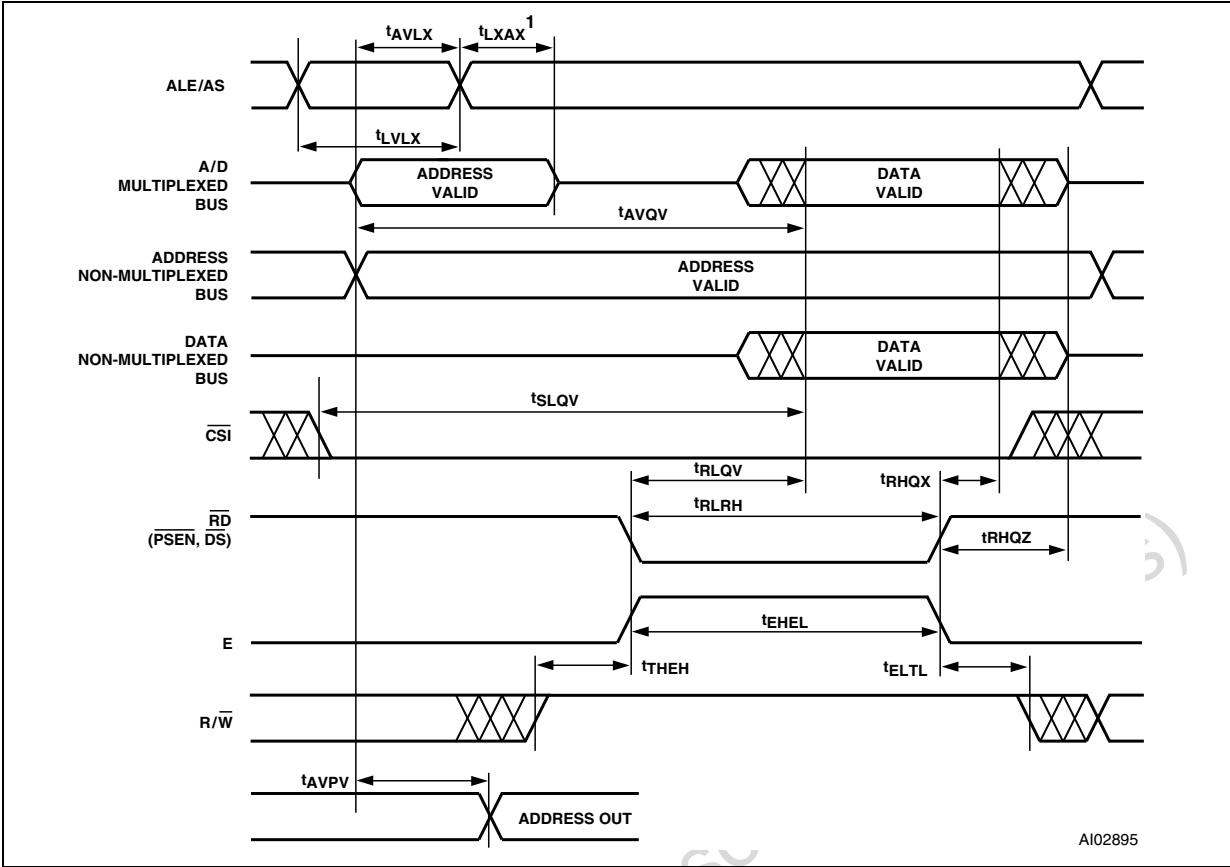 tAVLX tLXAX1
ALE/AS
tLVLX
A/D
MULTIPLEXED
BUS
ADDRESS
VALID
DATA
VALID
tAVQV
ADDRESS
NON-MULTIPLEXED
BUS
ADDRESS
VALID
DATA
NON-MULTIPLEXED
BUS
DATA
VALID
tSLQV
CSI
tRLQV
tRHQX
tRLRH
RD
(PSEN, DS)
tRHQZ
tEHEL
E
tTHEH
tELTL
R/W
tAVPV
ADDRESS OUT
AI02895